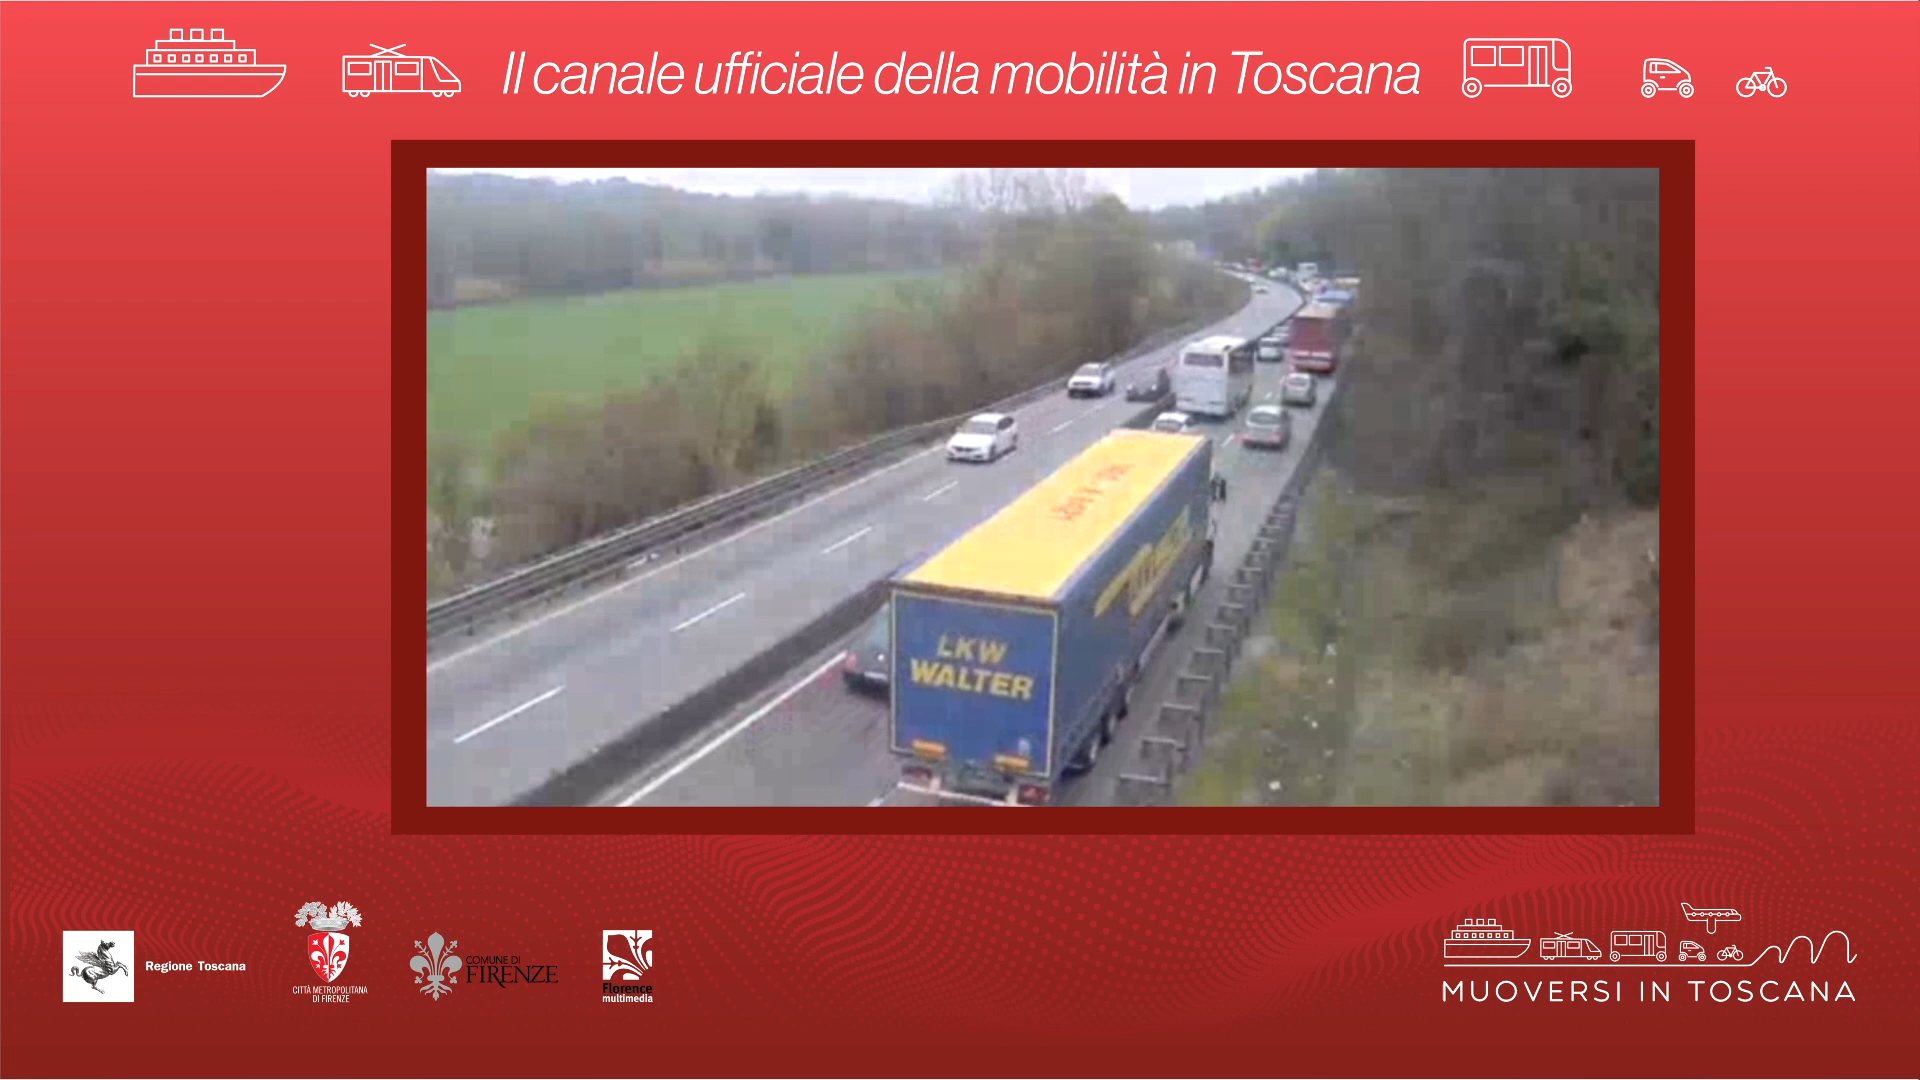 Il canale ufficiale della mobilità in Toscana
LKW
WALTER
Regione Toscana
CITTÀ METROPOLITANA
DI FIRENZE
COMUNE DI
FIRENZE
Florence
multimedia
MUOVERSI IN TOSCANA